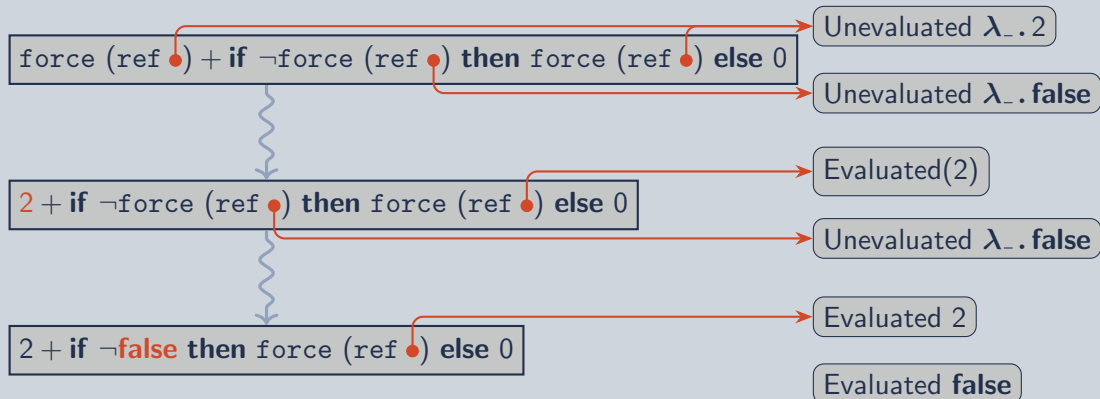 Unevaluated λ_. 2
force (ref ●) + if ¬force (ref ●) then force (ref ●) else 0
Unevaluated λ_. false
Evaluated(2)
2 + if ¬force (ref ●) then force (ref ●) else 0
Unevaluated λ_. false
Evaluated 2
2 + if ¬false then force (ref ●) else 0
Evaluated false